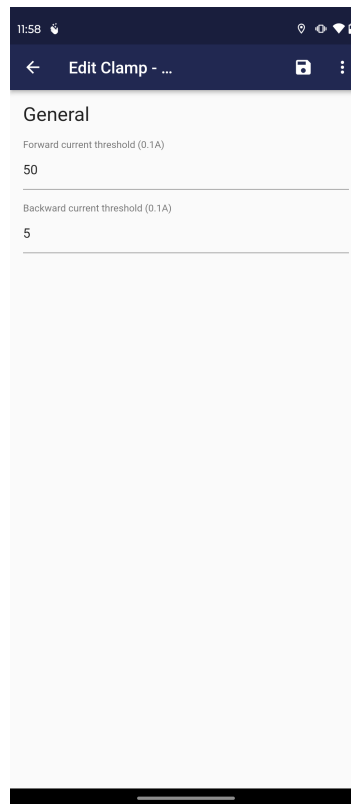 11:58
Edit Clamp - ...
General
Forward current threshold (0.1A)
50
Backward current threshold (0.1A)
5